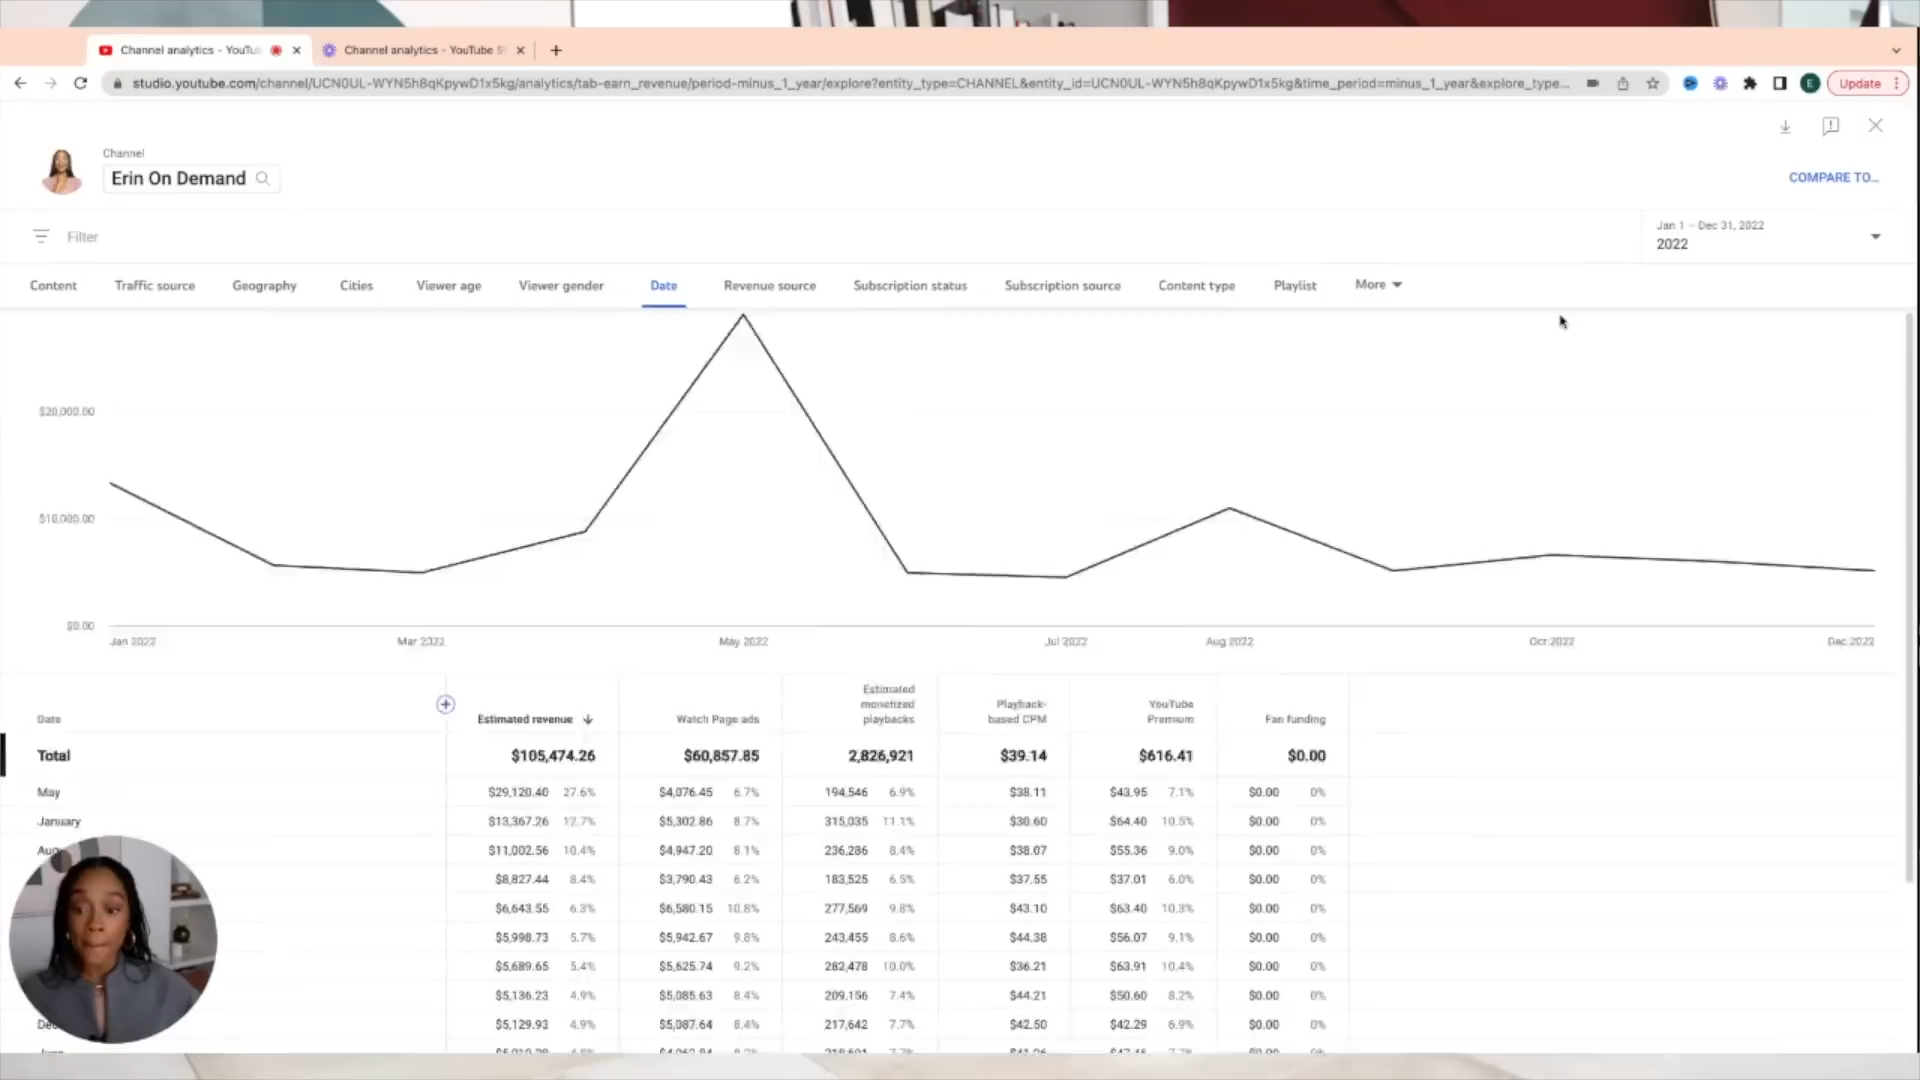 Channel analytics - YouTu
Channel analytics - YouTube S
studio.youtube.com/channel/UCN0UL-WYN5h8qKpywD1x5kg/analytics/tab-earn_revenue/period-minus_1_year/explore?entity_type=CHANNEL&entity_id=UCN0UL-WYN5h8qKpywD1x5kg&time_period=minus_1_year&explore_type...
E
Update
Channel
Erin On Demand
COMPARE TO...
Filter
Jan 1 – Dec 31, 2022
2022
Content Traffic source Geography Cities Viewer age Viewer gender Date Revenue source Subscription status Subscription source Content type Playlist More
$20,000.00
$10,000.00
$0.00
Jan 2022 Mar 2022 May 2022 Jul 2022 Aug 2022 Oct 2022 Dec 2022
Date Estimated revenue Watch Page ads Estimated monetized playbacks Playback-based CPM YouTube Premium Fan funding
Total $105,474.26 $60,857.85 2,826,921 $39.14 $616.41 $0.00
May $29,120.40 27.6% $4,076.45 6.7% 194,546 6.9% $38.11 $43.95 7.1% $0.00 0%
January $13,367.26 12.7% $5,302.86 8.7% 315,035 11.1% $30.60 $64.40 10.5% $0.00 0%
Aug $11,002.56 10.4% $4,947.20 8.1% 236,286 8.4% $38.07 $55.36 9.0% $0.00 0%
$8,827.44 8.4% $3,790.43 6.2% 183,525 6.5% $37.55 $37.01 6.0% $0.00 0%
$6,643.55 6.3% $6,580.15 10.8% 277,569 9.8% $43.10 $63.40 10.3% $0.00 0%
$5,998.73 5.7% $5,942.67 9.8% 243,455 8.6% $44.38 $56.07 9.1% $0.00 0%
$5,689.65 5.4% $5,625.74 9.2% 282,478 10.0% $36.21 $63.91 10.4% $0.00 0%
$5,136.23 4.9% $5,085.63 8.4% 209,156 7.4% $44.21 $50.60 8.2% $0.00 0%
De $5,129.93 4.9% $5,087.64 8.4% 217,642 7.7% $42.50 $42.29 6.9% $0.00 0%